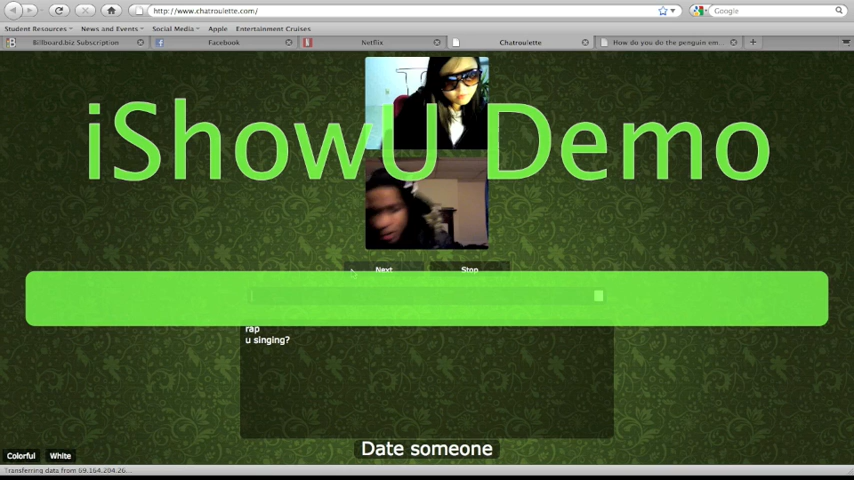 http://www.chatroulette.com/
Google
Student Resources News and Events Social Media Apple Entertainment Cruises
Billboard.biz Subscription Facebook Netflix Chatroulette How do you do the penguin em...
iShowU Demo
Next Stop
rap
u singing?
Date someone
Colorful White
Transferring data from 69.164.204.26...